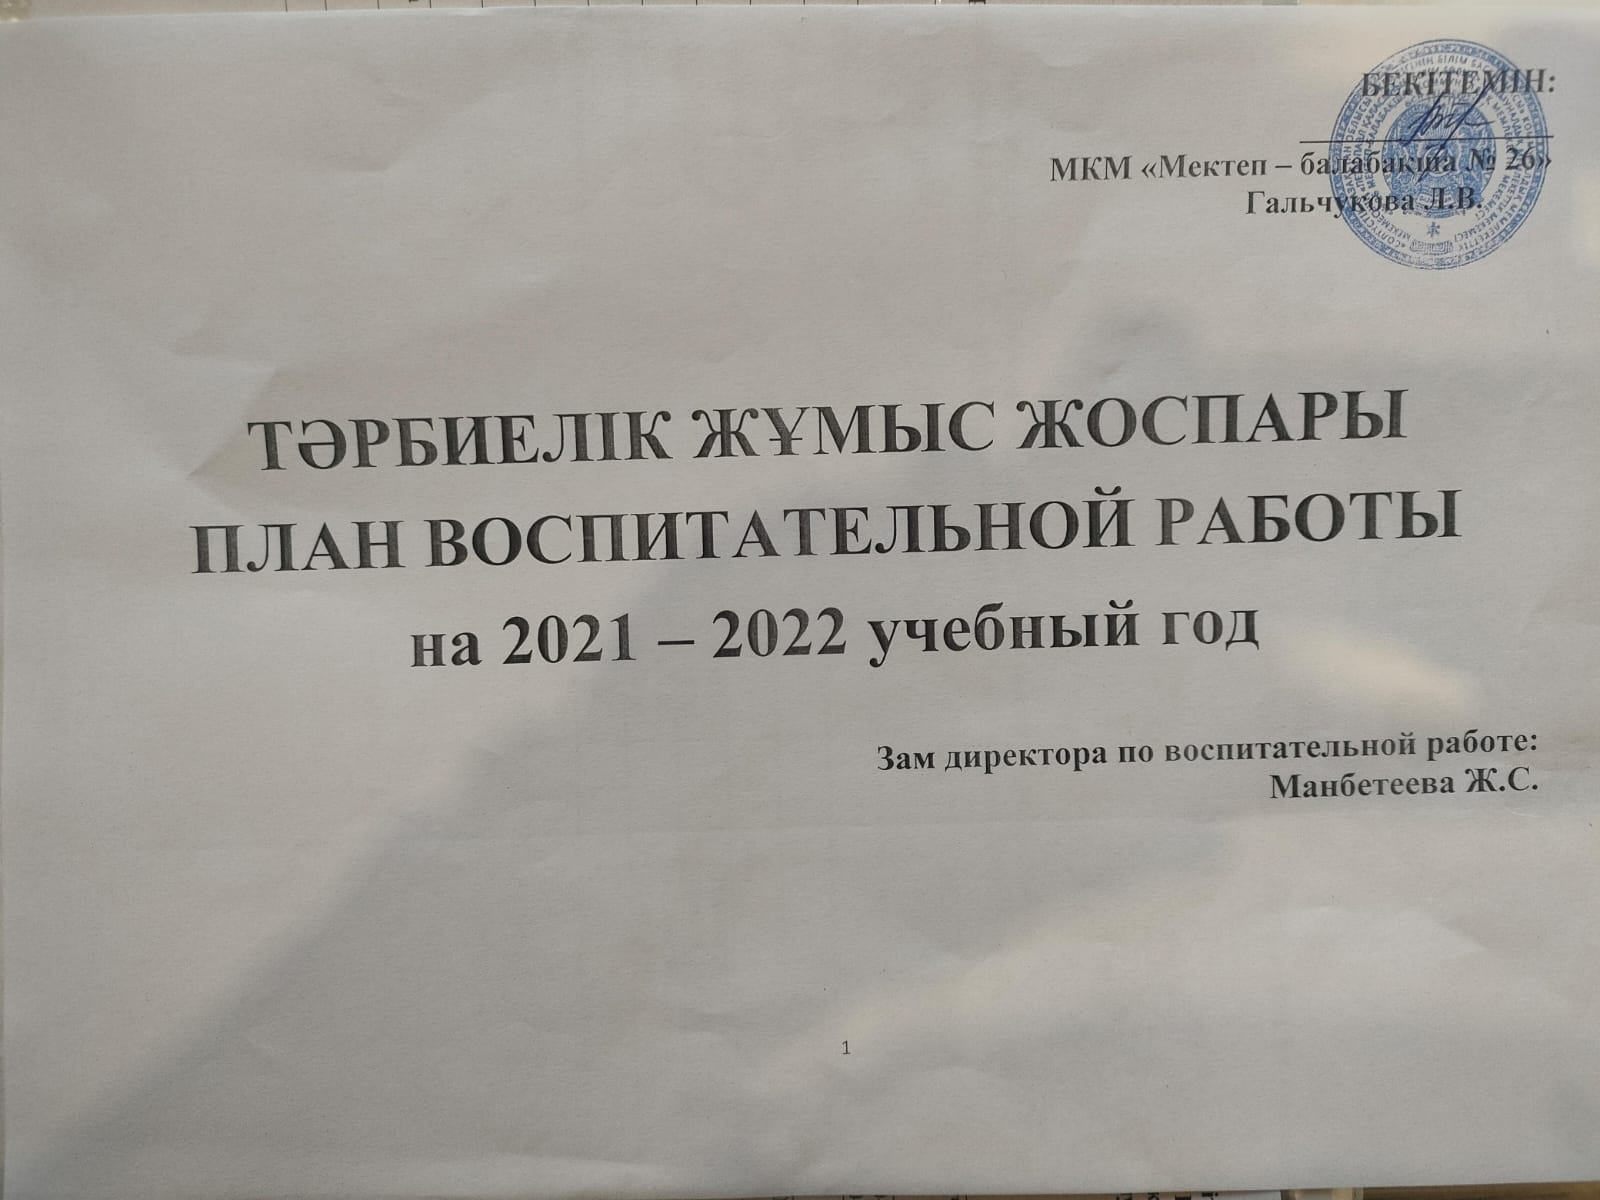 БЕКІТЕМІН:
МКМ «Мектеп – балабақша № 26»
Гальчукова Л.В.
ТӘРБИЕЛІК ЖҰМЫС ЖОСПАРЫ
ПЛАН ВОСПИТАТЕЛЬНОЙ РАБОТЫ
на 2021 – 2022 учебный год
Зам директора по воспитательной работе:
Манбетеева Ж.С.
1